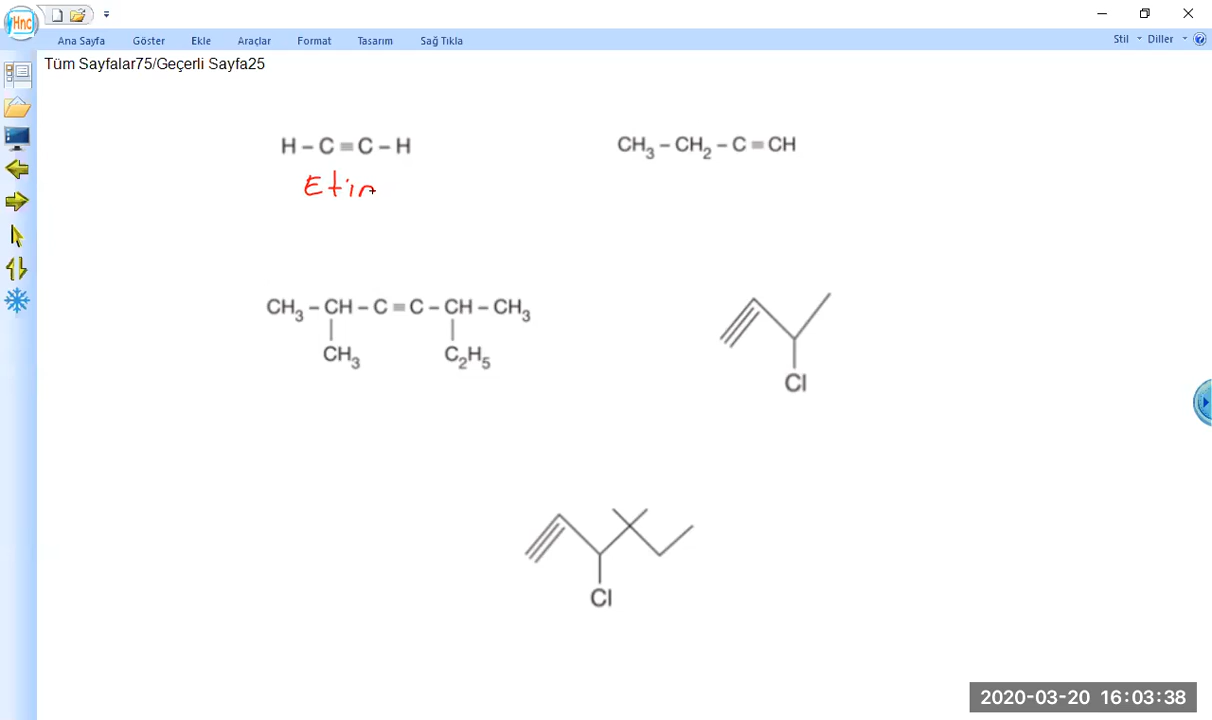 Hnc
Ana Sayfa Göster Ekle Araçlar Format Tasarım Sağ Tıkla Stil Diller
Tüm Sayfalar75/Geçerli Sayfa25
H – C ≡ C – H
CH₃ – CH₂ – C ≡ CH
Etin
CH₃ – CH – C ≡ C – CH – CH₃
CH₃ C₂H₅
Cl
Cl
2020-03-20 16:03:38